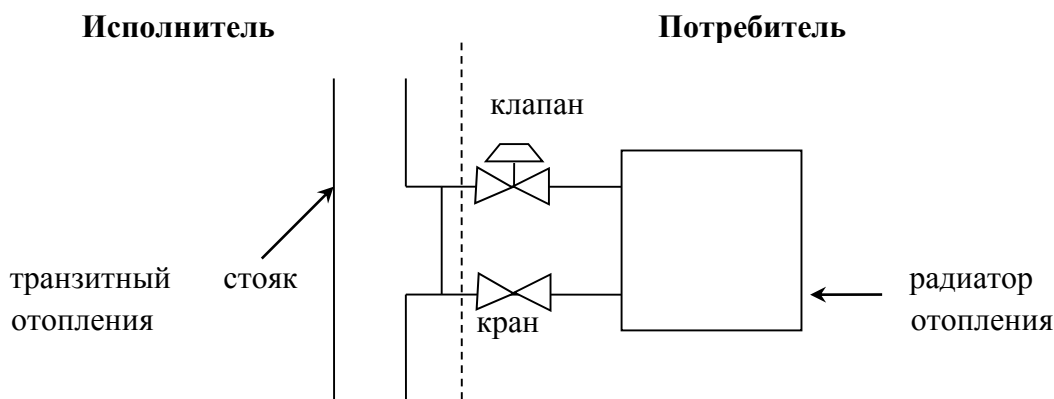 Исполнитель Потребитель
клапан
транзитный стояк
отопления
кран
радиатор
отопления